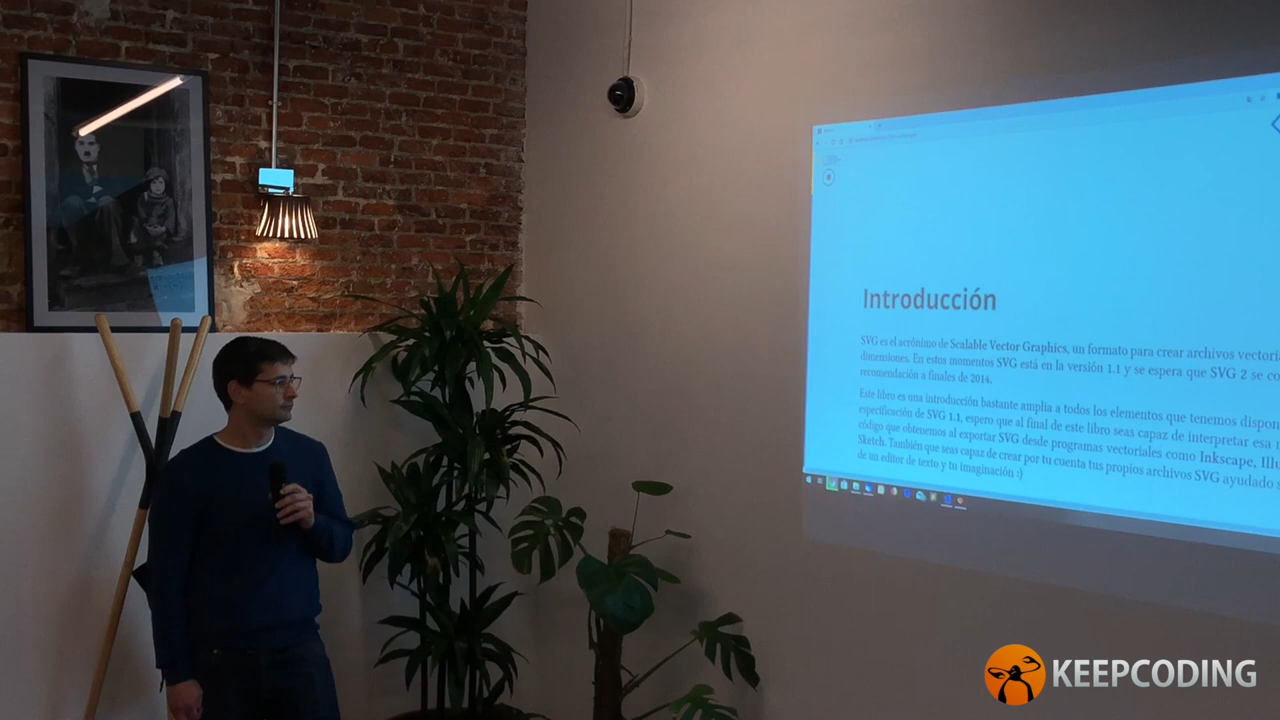 Introducción
SVG es el acrónimo de Scalable Vector Graphics, un formato para crear archivos
dimensiones. En estos momentos SVG está en la versión 1.1 y se espera que SVG 2 se
recomendación a finales de 2014.
Este libro es una introducción bastante amplia a todos los elementos que tenemos
especificación de SVG 1.1, espero que al final de este libro seas capaz de interpretar esa
código que obtenemos al exportar SVG desde programas vectoriales como Inkscape,
Sketch. También que seas capaz de crear por tu cuenta tus propios archivos SVG ayudado
de un editor de texto y tu imaginación :)
KEEPCODING